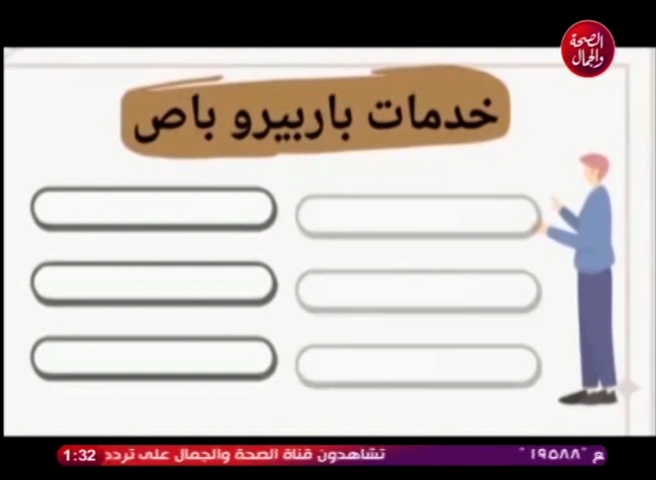 الصحة
والجمال
خدمات باربيرو باص
1:32 تشاهدون قناة الصحة والجمال على تردد "١٩٥٨٨"